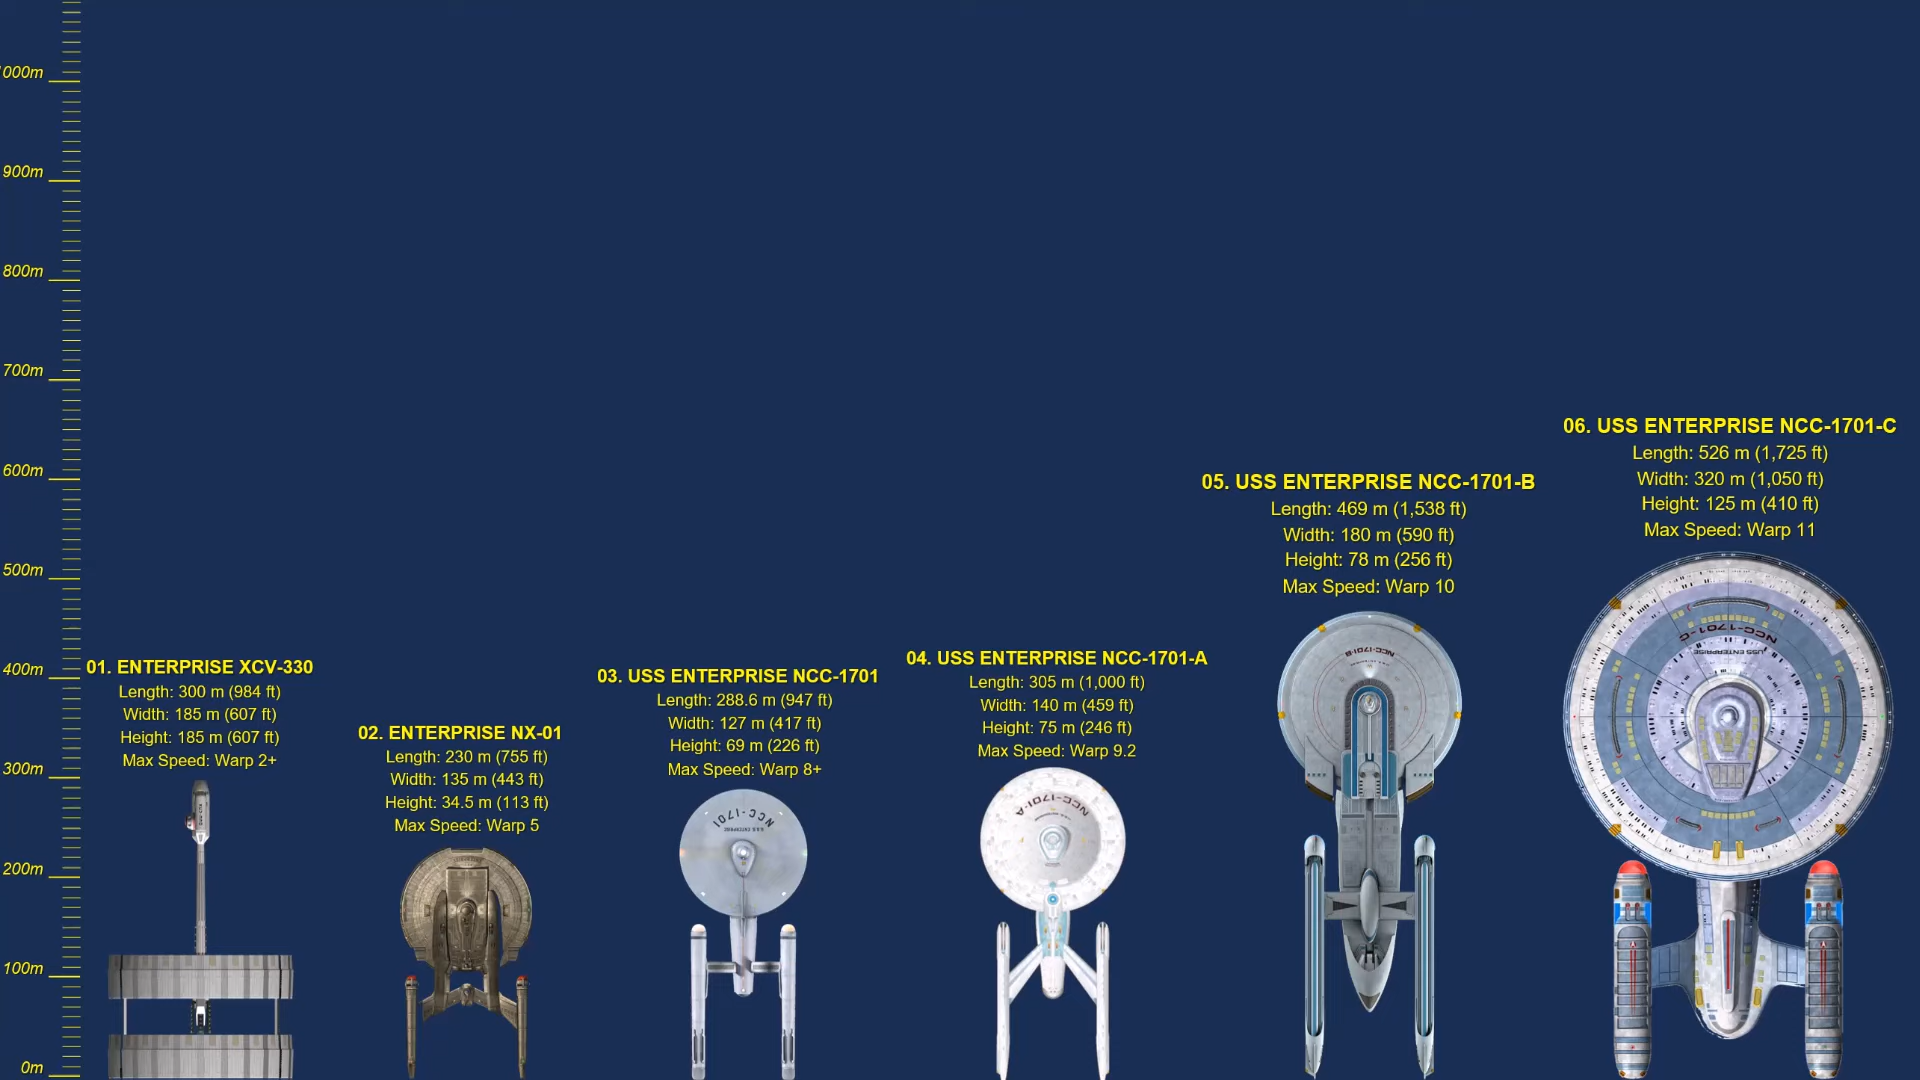 000m
900m
800m
700m
600m
500m
400m
300m
200m
100m
0m
01. ENTERPRISE XCV-330
Length: 300 m (984 ft)
Width: 185 m (607 ft)
Height: 185 m (607 ft)
Max Speed: Warp 2+
02. ENTERPRISE NX-01
Length: 230 m (755 ft)
Width: 135 m (443 ft)
Height: 34.5 m (113 ft)
Max Speed: Warp 5
03. USS ENTERPRISE NCC-1701
Length: 288.6 m (947 ft)
Width: 127 m (417 ft)
Height: 69 m (226 ft)
Max Speed: Warp 8+
NCC-1701
04. USS ENTERPRISE NCC-1701-A
Length: 305 m (1,000 ft)
Width: 140 m (459 ft)
Height: 75 m (246 ft)
Max Speed: Warp 9.2
NCC-1701-A
05. USS ENTERPRISE NCC-1701-B
Length: 469 m (1,538 ft)
Width: 180 m (590 ft)
Height: 78 m (256 ft)
Max Speed: Warp 10
NCC-1701-B
06. USS ENTERPRISE NCC-1701-C
Length: 526 m (1,725 ft)
Width: 320 m (1,050 ft)
Height: 125 m (410 ft)
Max Speed: Warp 11
NCC-1701-C
USS ENTERPRISE